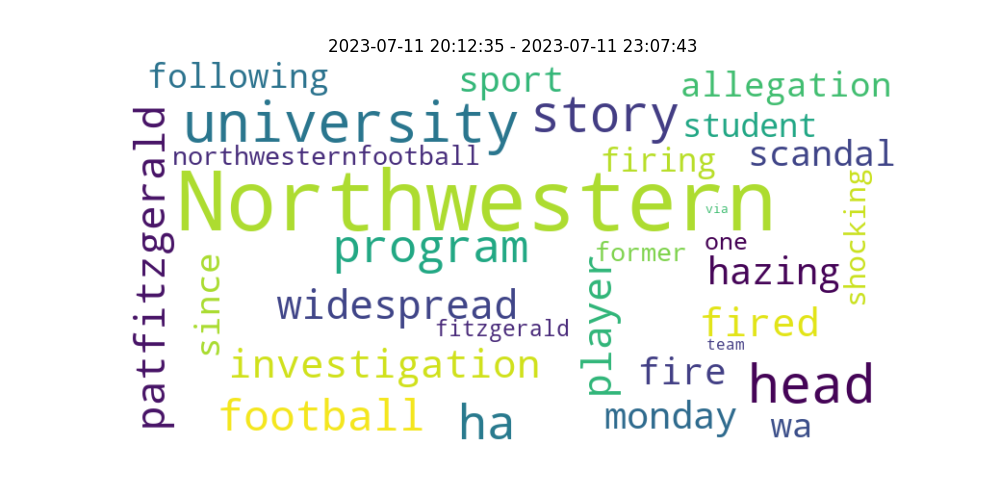 2023-07-11 20:12:35 - 2023-07-11 23:07:43
following
sport
allegation
university
story
student
northwesternfootball
firing
scandal
patfitzgerald
Northwestern
via
shocking
program
former
one
hazing
since
widespread
player
fitzgerald
fired
team
investigation
fire
head
football
ha
monday
wa